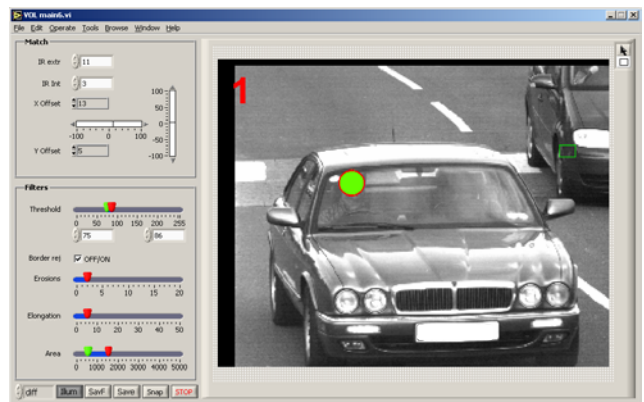 VOL main6.vi
File Edit Operate Tools Browse Window Help
Match
IR extr 11
IR Int 3
X Offset 13
100
50
0
-50
-100
-100 0 100
Y Offset 5
Filters
Threshold
0 50 100 150 200 255
75 86
Border rej OFF/ON
Erosions
0 5 10 15 20
Elongation
0 10 20 30 40 50
Area
0 1000 2000 3000 4000 5000
diff Illum SavF Save Snap STOP
1